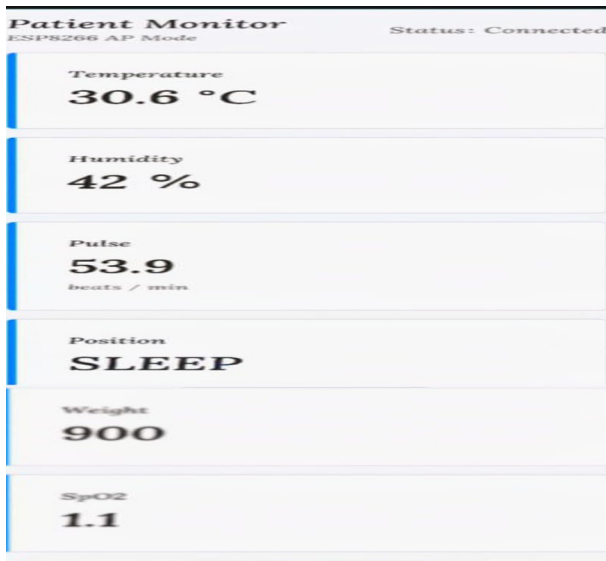 Patient Monitor
ESP8266 AP Mode
Status: Connected
Temperature
30.6 °C
Humidity
42 %
Pulse
53.9
beats / min
Position
SLEEP
Weight
900
SpO2
1.1